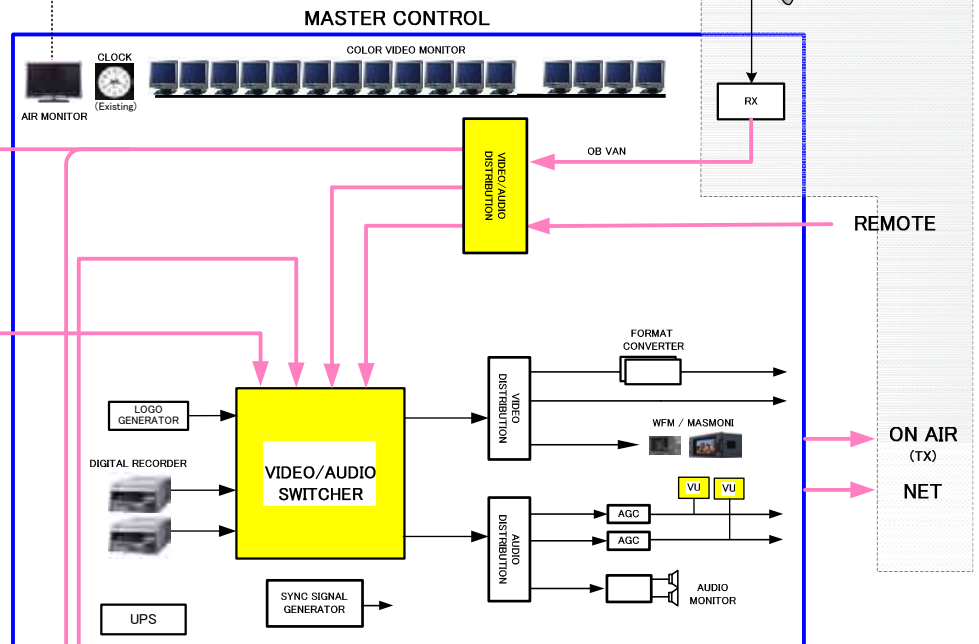 MASTER CONTROL
COLOR VIDEO MONITOR
CLOCK
(Existing)
AIR MONITOR
RX
OB VAN
VIDEO/AUDIO
DISTRIBUTION
REMOTE
FORMAT
CONVERTER
VIDEO
DISTRIBUTION
WFM / MASMONI
LOGO
GENERATOR
DIGITAL RECORDER
VIDEO/AUDIO
SWITCHER
ON AIR
(TX)
NET
VU
VU
AGC
AGC
AUDIO
DISTRIBUTION
AUDIO
MONITOR
SYNC SIGNAL
GENERATOR
UPS